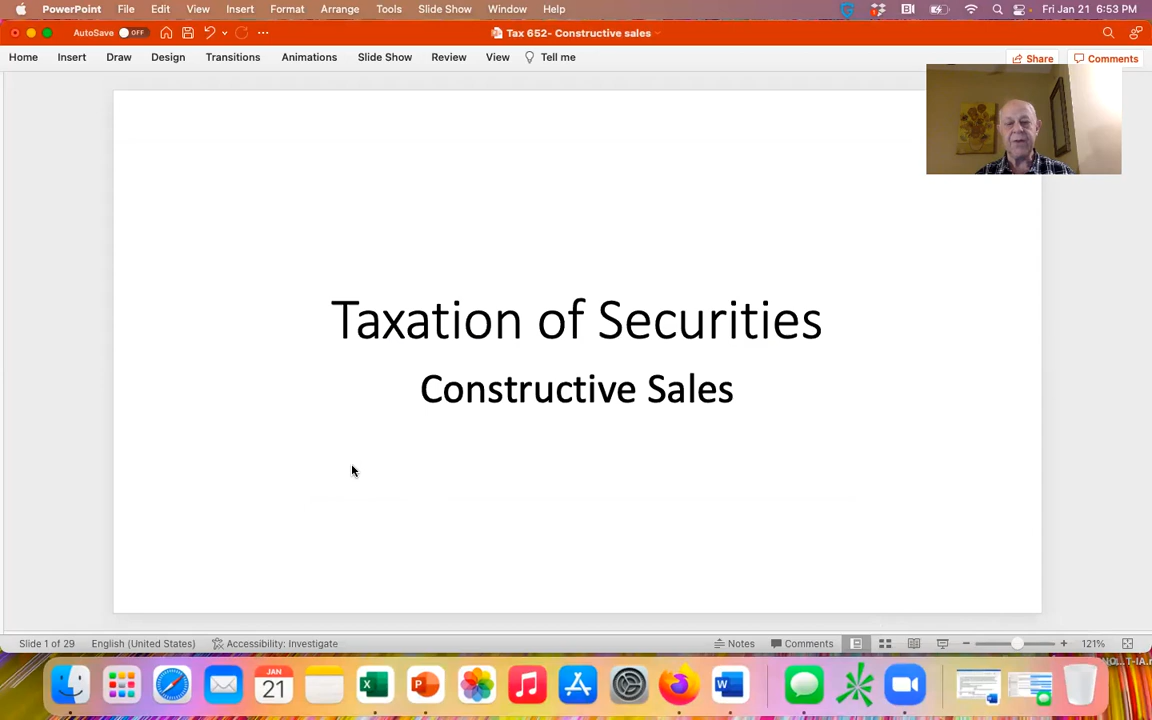 PowerPoint File Edit View Insert Format Arrange Tools Slide Show Window Help Fri Jan 21 6:53 PM
AutoSave OFF Tax 652- Constructive sales
Home Insert Draw Design Transitions Animations Slide Show Review View Tell me Share Comments
Taxation of Securities
Constructive Sales
Slide 1 of 29 English (United States) Accessibility: Investigate Notes Comments 121%
JAN
21